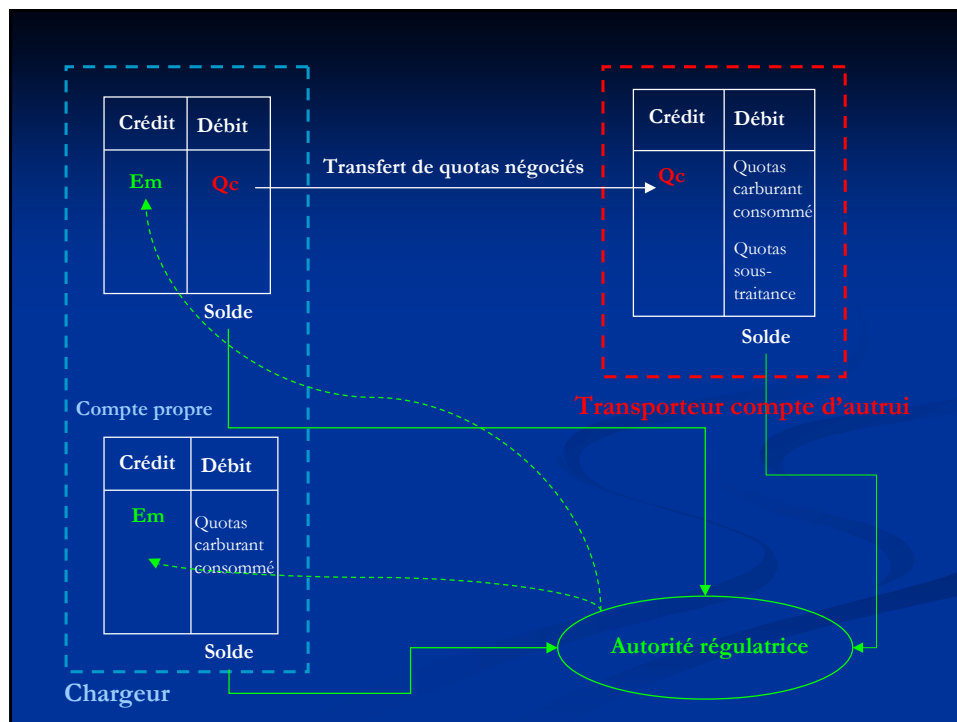 Crédit Débit
Em Qc
Solde
Transfert de quotas négociés
Crédit Débit
Qc Quotas
carburant
consommé
Quotas
sous-
traitance
Solde
Transporteur compte d'autrui
Compte propre
Crédit Débit
Em Quotas
carburant
consommé
Solde
Chargeur
Autorité régulatrice